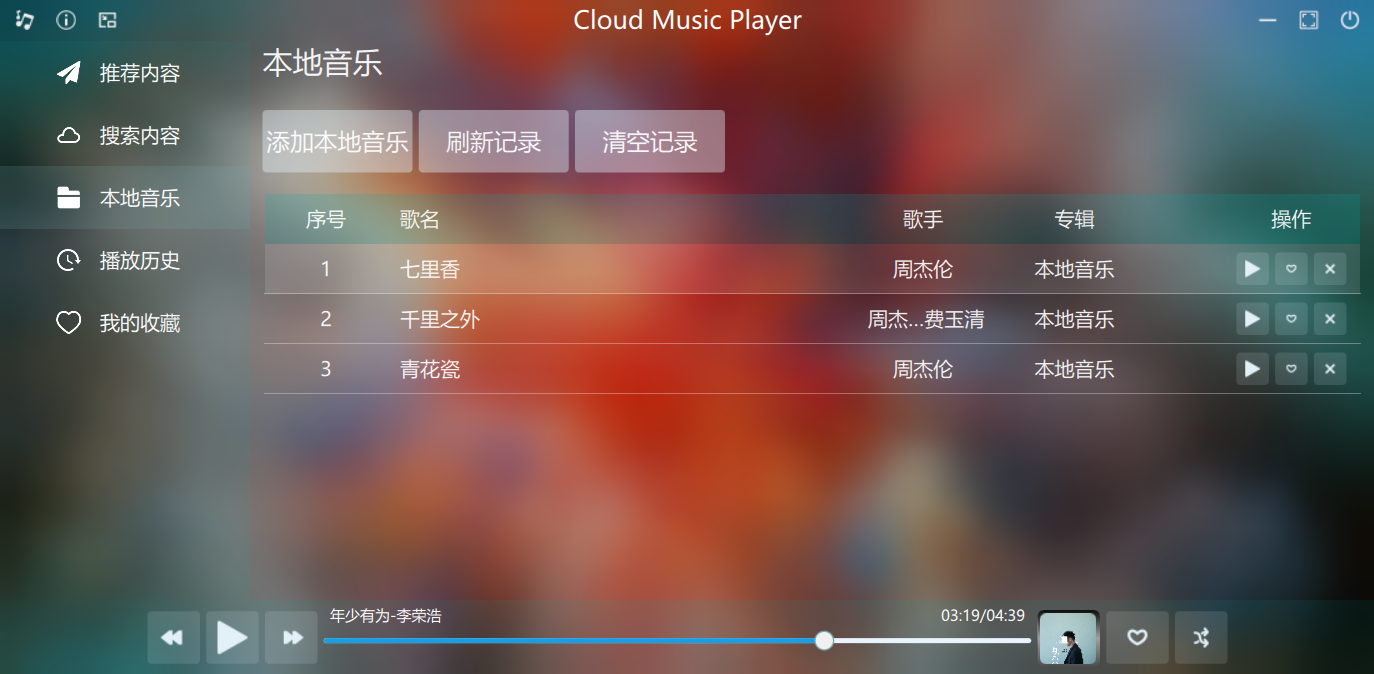 Cloud Music Player
推荐内容
搜索内容
本地音乐
播放历史
我的收藏
本地音乐
添加本地音乐 刷新记录 清空记录
序号 歌名 歌手 专辑 操作
1 七里香 周杰伦 本地音乐
2 千里之外 周杰...费玉清 本地音乐
3 青花瓷 周杰伦 本地音乐
年少有为-李荣浩 03:19/04:39